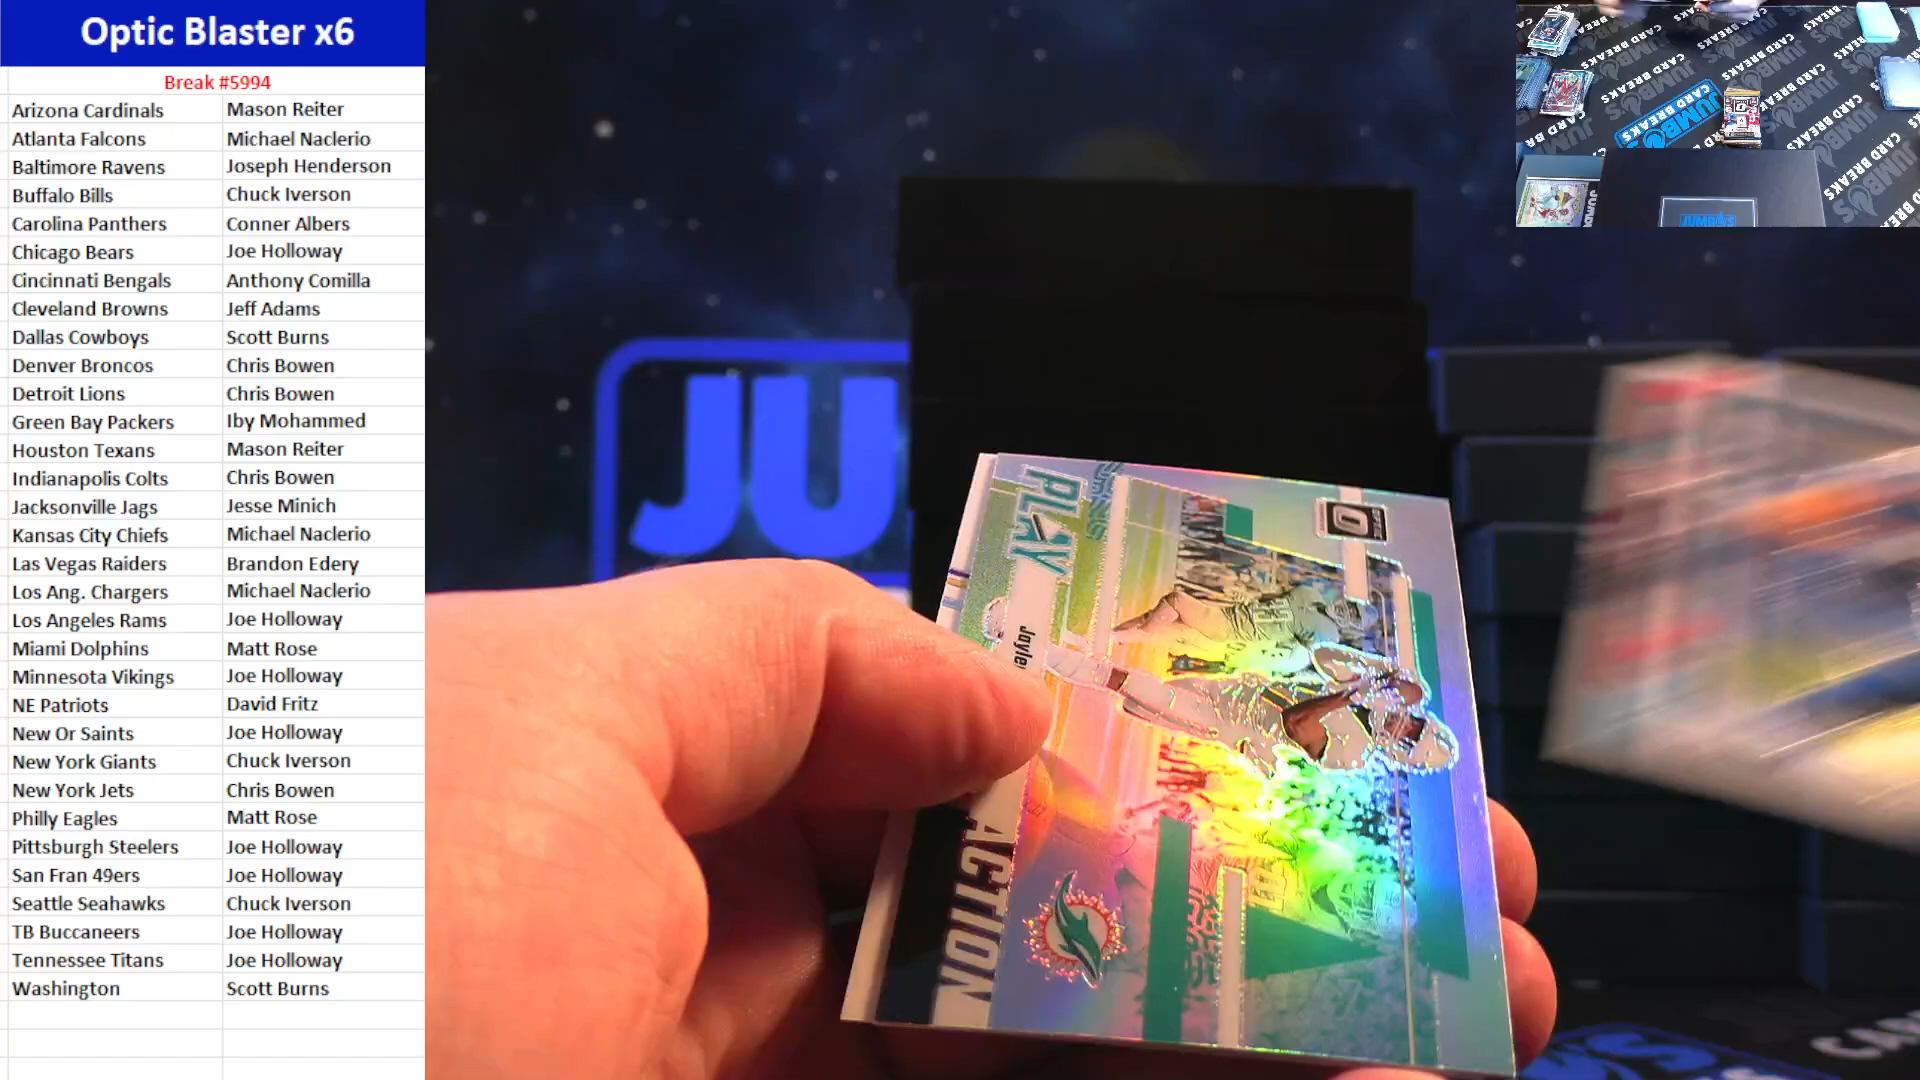 Optic Blaster x6
Break #5994
Arizona Cardinals Mason Reiter
Atlanta Falcons Michael Naclerio
Baltimore Ravens Joseph Henderson
Buffalo Bills Chuck Iverson
Carolina Panthers Conner Albers
Chicago Bears Joe Holloway
Cincinnati Bengals Anthony Comilla
Cleveland Browns Jeff Adams
Dallas Cowboys Scott Burns
Denver Broncos Chris Bowen
Detroit Lions Chris Bowen
Green Bay Packers Iby Mohammed
Houston Texans Mason Reiter
Indianapolis Colts Chris Bowen
Jacksonville Jags Jesse Minich
Kansas City Chiefs Michael Naclerio
Las Vegas Raiders Brandon Edery
Los Ang. Chargers Michael Naclerio
Los Angeles Rams Joe Holloway
Miami Dolphins Matt Rose
Minnesota Vikings Joe Holloway
NE Patriots David Fritz
New Or Saints Joe Holloway
New York Giants Chuck Iverson
New York Jets Chris Bowen
Philly Eagles Matt Rose
Pittsburgh Steelers Joe Holloway
San Fran 49ers Joe Holloway
Seattle Seahawks Chuck Iverson
TB Buccaneers Joe Holloway
Tennessee Titans Joe Holloway
Washington Scott Burns
JU
PLAY
Jayle
ACTION
JUMBO'S
CARD BREAKS